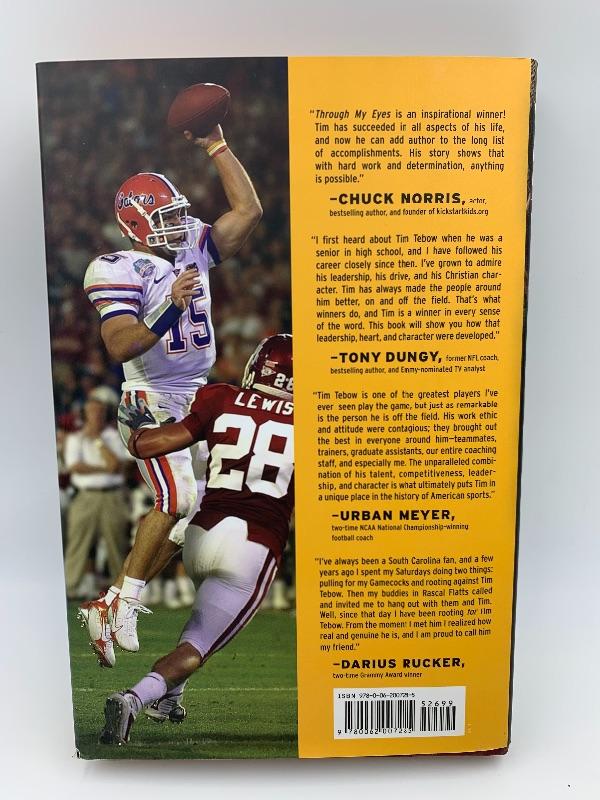 Gators
15
LEWIS
28
28
"Through My Eyes is an inspirational winner!
Tim has succeeded in all aspects of his life,
and now he can add author to the long list
of accomplishments. His story shows that
with hard work and determination, anything
is possible."
–CHUCK NORRIS, actor,
bestselling author, and founder of kickstartkids.org
"I first heard about Tim Tebow when he was a
senior in high school, and I have followed his
career closely since then. I've grown to admire
his leadership, his drive, and his Christian char-
acter. Tim has always made the people around
him better, on and off the field. That's what
winners do, and Tim is a winner in every sense
of the word. This book will show you how that
leadership, heart, and character were developed."
–TONY DUNGY, former NFL coach,
bestselling author, and Emmy-nominated TV analyst
"Tim Tebow is one of the greatest players I've
ever seen play the game, but just as remarkable
is the person he is off the field. His work ethic
and attitude were contagious; they brought out
the best in everyone around him—teammates,
trainers, graduate assistants, our entire coaching
staff, and especially me. The unparalleled combi-
nation of his talent, competitiveness, leader-
ship, and character is what ultimately puts Tim in
a unique place in the history of American sports."
–URBAN MEYER,
two-time NCAA National Championship-winning
football coach
"I've always been a South Carolina fan, and a few
years ago I spent my Saturdays doing two things:
pulling for my Gamecocks and rooting against Tim
Tebow. Then my buddies in Rascal Flatts called
and invited me to hang out with them and Tim.
Well, since that day I have been rooting for Tim
Tebow. From the moment I met him I realized how
real and genuine he is, and I am proud to call him
my friend."
–DARIUS RUCKER,
two-time Grammy Award winner
ISBN 978-0-06-200728-5
52699
9 780062 007285